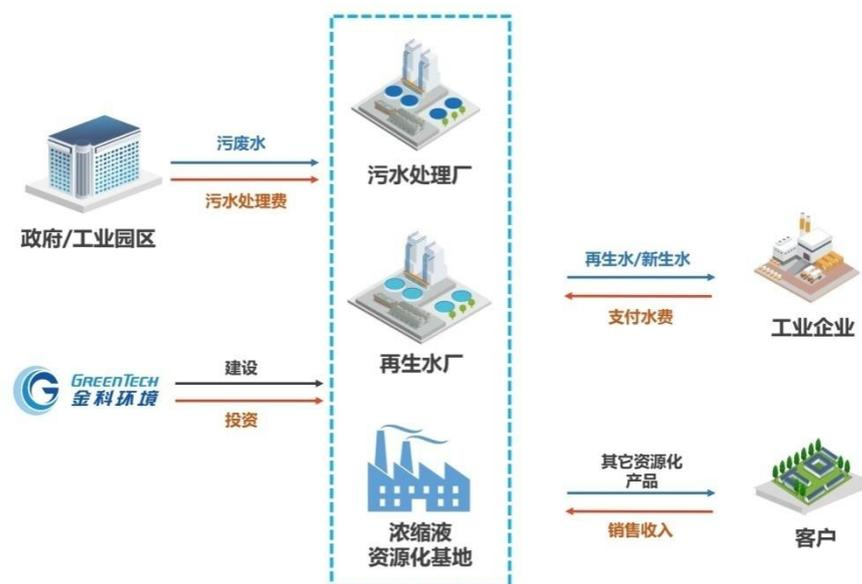 污废水
污水处理费
政府/工业园区
GREENTECH
金科环境
建设
投资
污水处理厂
再生水厂
浓缩液
资源化基地
再生水/新生水
支付水费
工业企业
其它资源化
产品
销售收入
客户